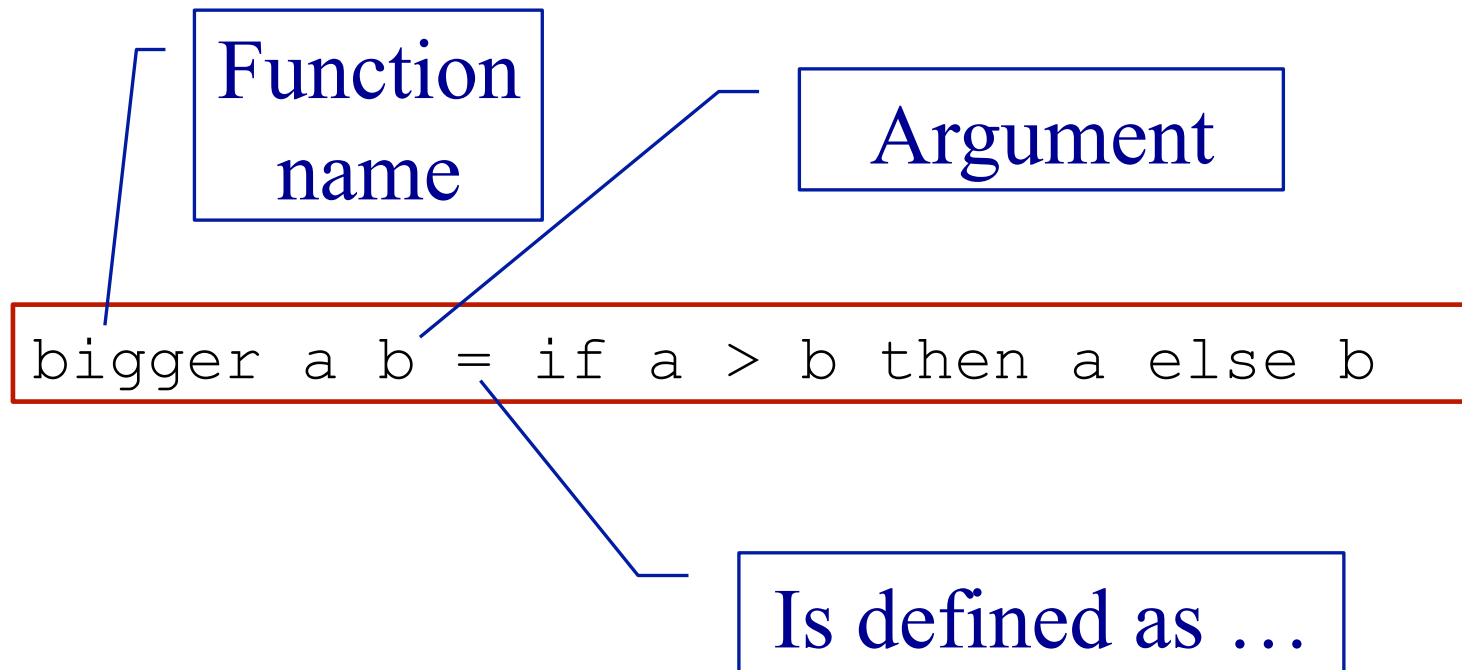 Function
name
Argument
bigger a b = if a > b then a else b
Is defined as …